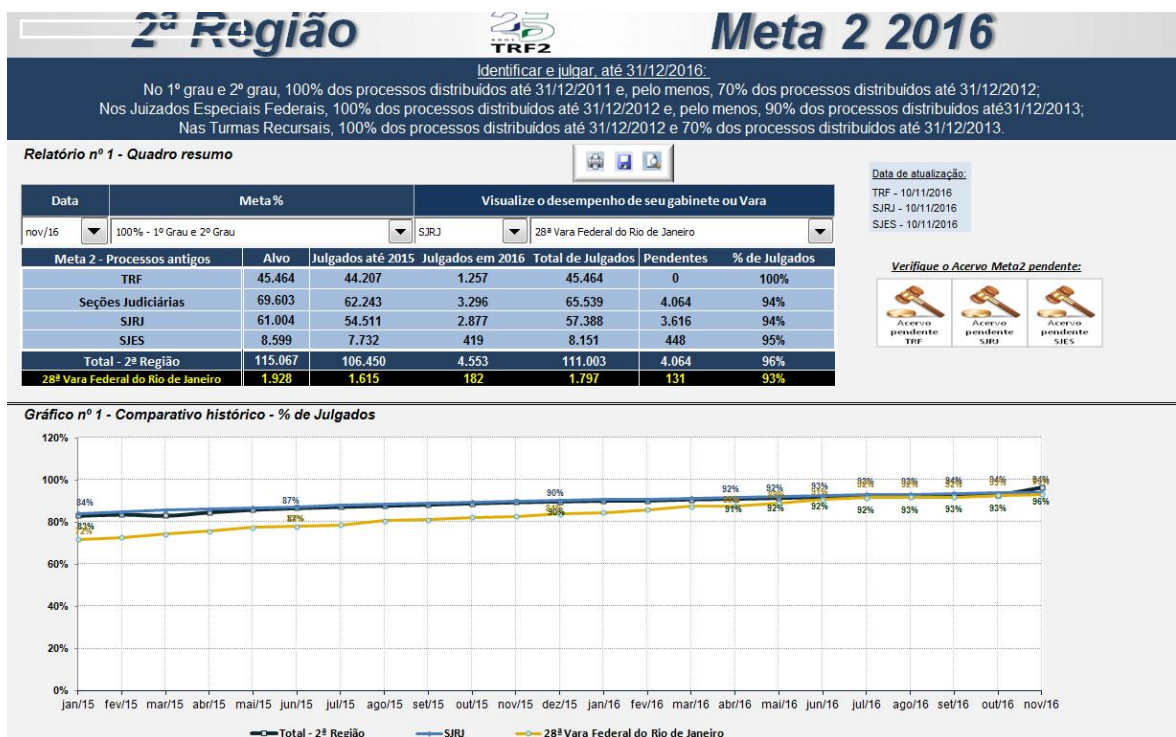 2ª Região
25
ANOS
TRF2
Meta 2 2016
Identificar e julgar, até 31/12/2016:
No 1º grau e 2º grau, 100% dos processos distribuídos até 31/12/2011 e, pelo menos, 70% dos processos distribuídos até 31/12/2012;
Nos Juizados Especiais Federais, 100% dos processos distribuídos até 31/12/2012 e, pelo menos, 90% dos processos distribuídos até31/12/2013;
Nas Turmas Recursais, 100% dos processos distribuídos até 31/12/2012 e 70% dos processos distribuídos até 31/12/2013.
Relatório nº 1 - Quadro resumo
Data de atualização:
TRF - 10/11/2016
SJRJ - 10/11/2016
SJES - 10/11/2016
Data Meta % Visualize o desempenho de seu gabinete ou Vara
nov/16 100% - 1º Grau e 2º Grau SJRJ 28ª Vara Federal do Rio de Janeiro
Meta 2 - Processos antigos Alvo Julgados até 2015 Julgados em 2016 Total de Julgados Pendentes % de Julgados
TRF 45.464 44.207 1.257 45.464 0 100%
Seções Judiciárias 69.603 62.243 3.296 65.539 4.064 94%
SJRJ 61.004 54.511 2.877 57.388 3.616 94%
SJES 8.599 7.732 419 8.151 448 95%
Total - 2ª Região 115.067 106.450 4.553 111.003 4.064 96%
28ª Vara Federal do Rio de Janeiro 1.928 1.615 182 1.797 131 93%
Verifique o Acervo Meta2 pendente:
Acervo pendente TRF
Acervo pendente SJRJ
Acervo pendente SJES
Gráfico nº 1 - Comparativo histórico - % de Julgados
120%
100%
80%
60%
40%
20%
0%
84% 87% 90% 92% 92% 93% 93% 93% 94% 94% 94%
83% 90% 91% 92% 92% 92% 93% 93% 93% 96%
72%
jan/15 fev/15 mar/15 abr/15 mai/15 jun/15 jul/15 ago/15 set/15 out/15 nov/15 dez/15 jan/16 fev/16 mar/16 abr/16 mai/16 jun/16 jul/16 ago/16 set/16 out/16 nov/16
Total - 2ª Região SJRJ 28ª Vara Federal do Rio de Janeiro